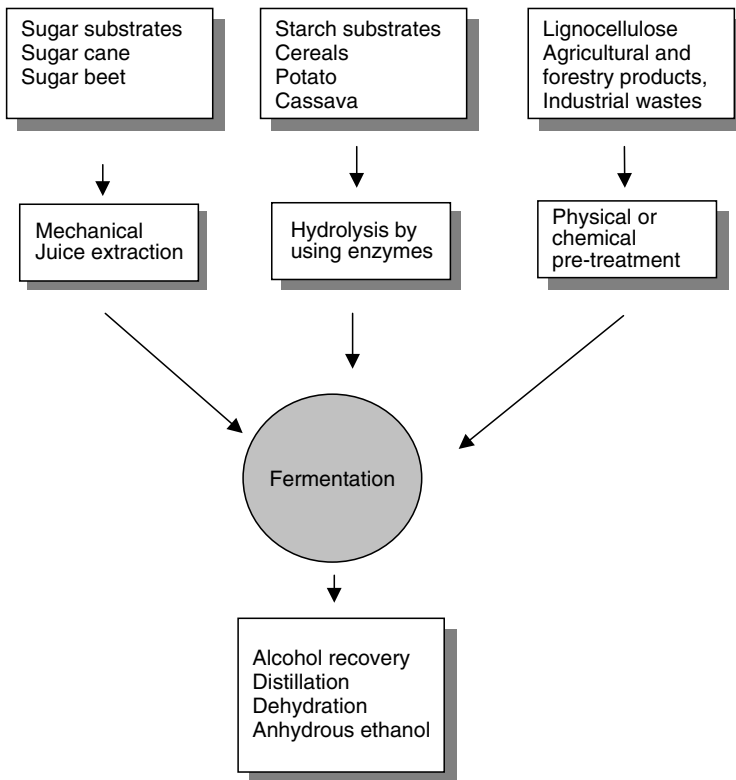 Sugar substrates
Sugar cane
Sugar beet
Starch substrates
Cereals
Potato
Cassava
Lignocellulose
Agricultural and
forestry products,
Industrial wastes
Mechanical
Juice extraction
Hydrolysis by
using enzymes
Physical or
chemical
pre-treatment
Fermentation
Alcohol recovery
Distillation
Dehydration
Anhydrous ethanol